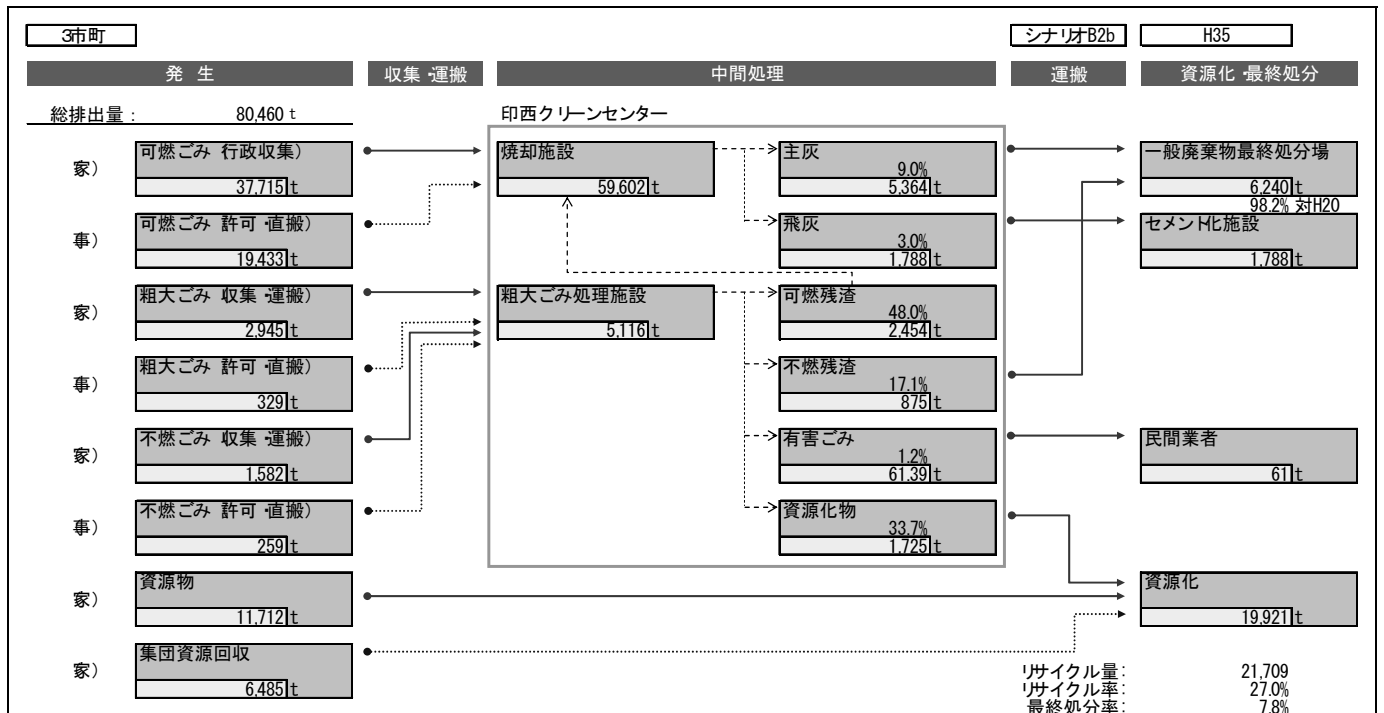 3市町
シナリオB2b
H35
発 生
収集・運搬
中間処理
運搬
資源化・最終処分
総排出量：
80,460 t
印西クリーンセンター
家）
可燃ごみ 行政収集）
37,715 t
焼却施設
59,602 t
主灰
9.0%
5,364 t
一般廃棄物最終処分場
6,240 t
98.2% 対H20
事）
可燃ごみ 許可・直搬）
19,433 t
飛灰
3.0%
1,788 t
セメント化施設
1,788 t
家）
粗大ごみ 収集・運搬）
2,945 t
粗大ごみ処理施設
5,116 t
可燃残渣
48.0%
2,454 t
事）
粗大ごみ 許可・直搬）
329 t
不燃残渣
17.1%
875 t
家）
不燃ごみ 収集・運搬）
1,582 t
有害ごみ
1.2%
61.39 t
民間業者
61 t
事）
不燃ごみ 許可・直搬）
259 t
資源化物
33.7%
1,725 t
家）
資源物
11,712 t
資源化
19,921 t
家）
集団資源回収
6,485 t
リサイクル量：
21,709
リサイクル率：
27.0%
最終処分率：
7.8%